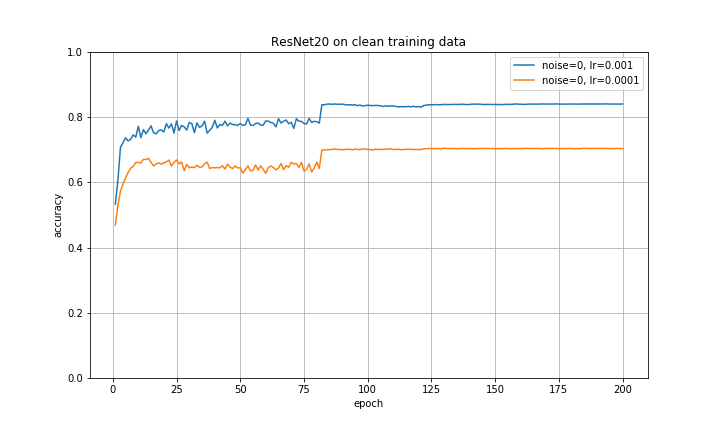 ResNet20 on clean training data
noise=0, lr=0.001
noise=0, lr=0.0001
accuracy
1.0
0.8
0.6
0.4
0.2
0.0
0 25 50 75 100 125 150 175 200
epoch